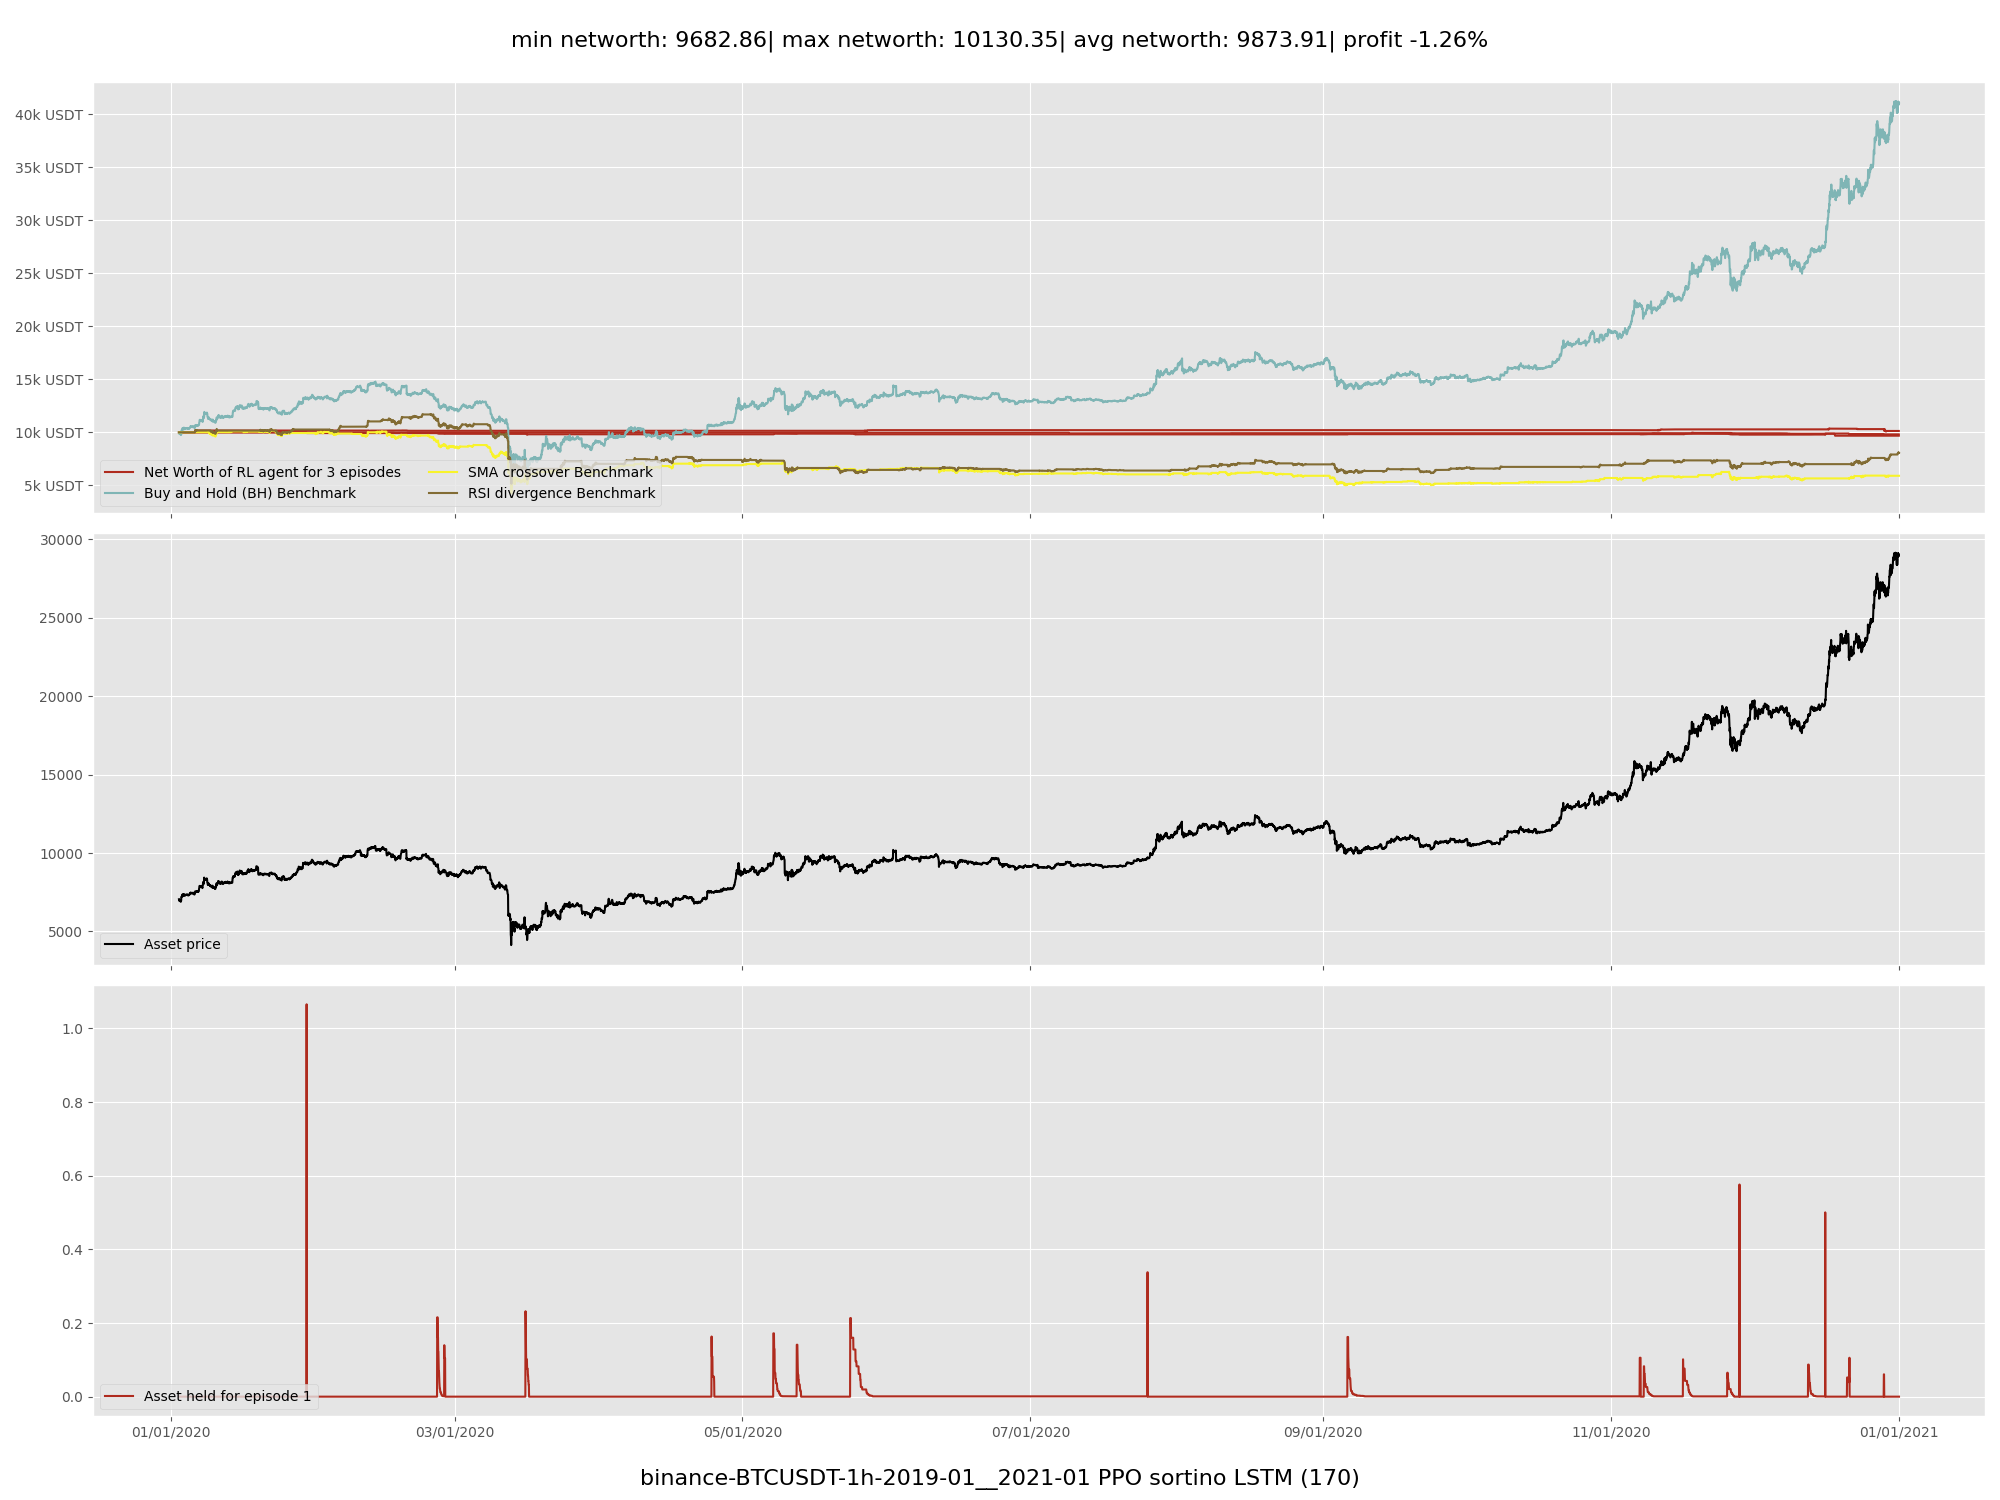 min networth: 9682.86| max networth: 10130.35| avg networth: 9873.91| profit -1.26%
40k USDT
35k USDT
30k USDT
25k USDT
20k USDT
15k USDT
10k USDT
5k USDT
Net Worth of RL agent for 3 episodes
Buy and Hold (BH) Benchmark
SMA crossover Benchmark
RSI divergence Benchmark
30000
25000
20000
15000
10000
5000
Asset price
1.0
0.8
0.6
0.4
0.2
0.0
Asset held for episode 1
01/01/2020 03/01/2020 05/01/2020 07/01/2020 09/01/2020 11/01/2020 01/01/2021
binance-BTCUSDT-1h-2019-01__2021-01 PPO sortino LSTM (170)